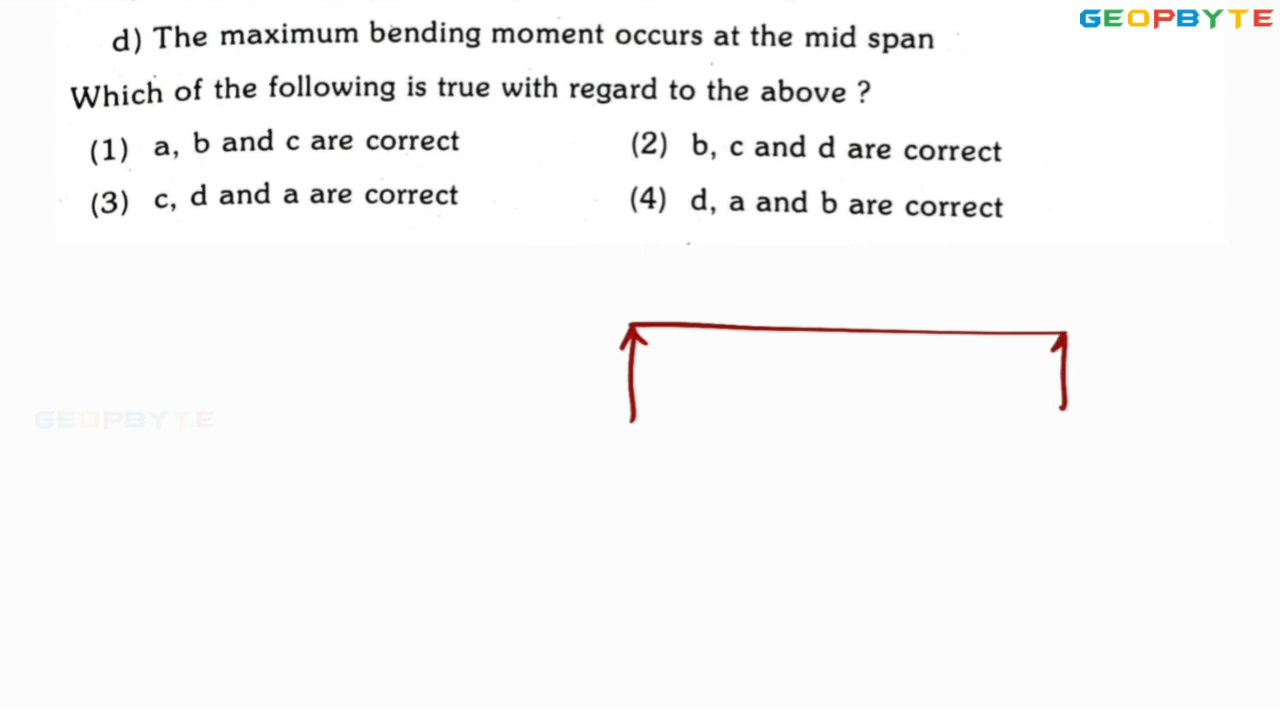 GEOPBYTE
d) The maximum bending moment occurs at the mid span
Which of the following is true with regard to the above ?
(1) a, b and c are correct
(2) b, c and d are correct
(3) c, d and a are correct
(4) d, a and b are correct
GEOPBYTE